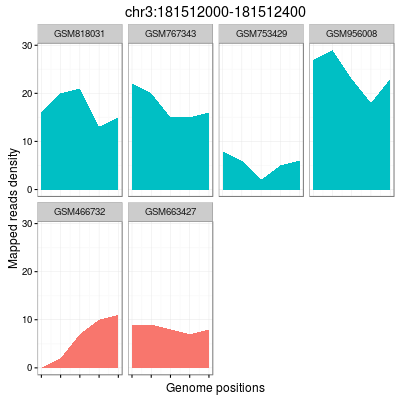 chr3:181512000-181512400
GSM818031 GSM767343 GSM753429 GSM956008
30
20
10
0
GSM466732 GSM663427
30
20
10
0
Mapped reads density
Genome positions